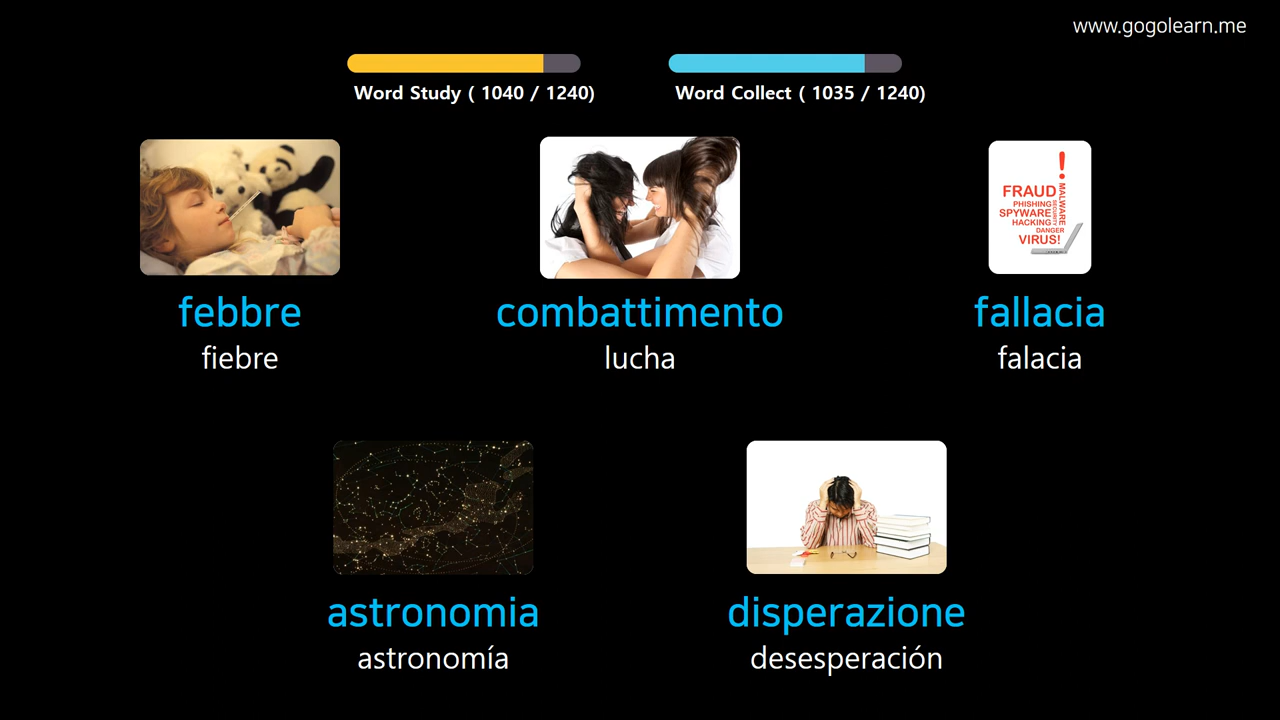 www.gogolearn.me
Word Study ( 1040 / 1240)
Word Collect ( 1035 / 1240)
FRAUD
PHISHING
SPYWARE
HACKING
DANGER
VIRUS!
MALWARE
SECURITY
febbre
combattimento
fallacia
fiebre
lucha
falacia
astronomia
disperazione
astronomía
desesperación